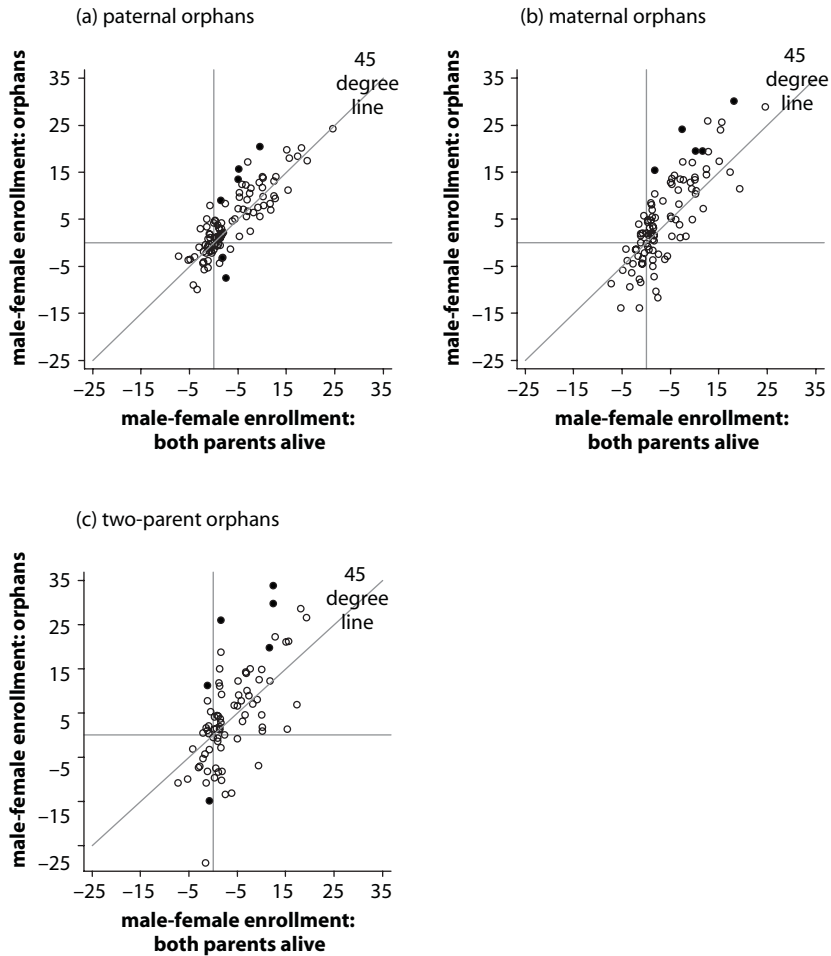 (a) paternal orphans
male-female enrollment: orphans
35
25
15
5
−5
−15
−25
45
degree
line
−25 −15 −5 5 15 25 35
male-female enrollment:
both parents alive
(b) maternal orphans
male-female enrollment: orphans
35
25
15
5
−5
−15
−25
45
degree
line
−25 −15 −5 −5 15 25 35
male-female enrollment:
both parents alive
(c) two-parent orphans
male-female enrollment: orphans
35
25
15
5
−5
−15
−25
45
degree
line
−25 −15 −5 −5 15 25 35
male-female enrollment:
both parents alive